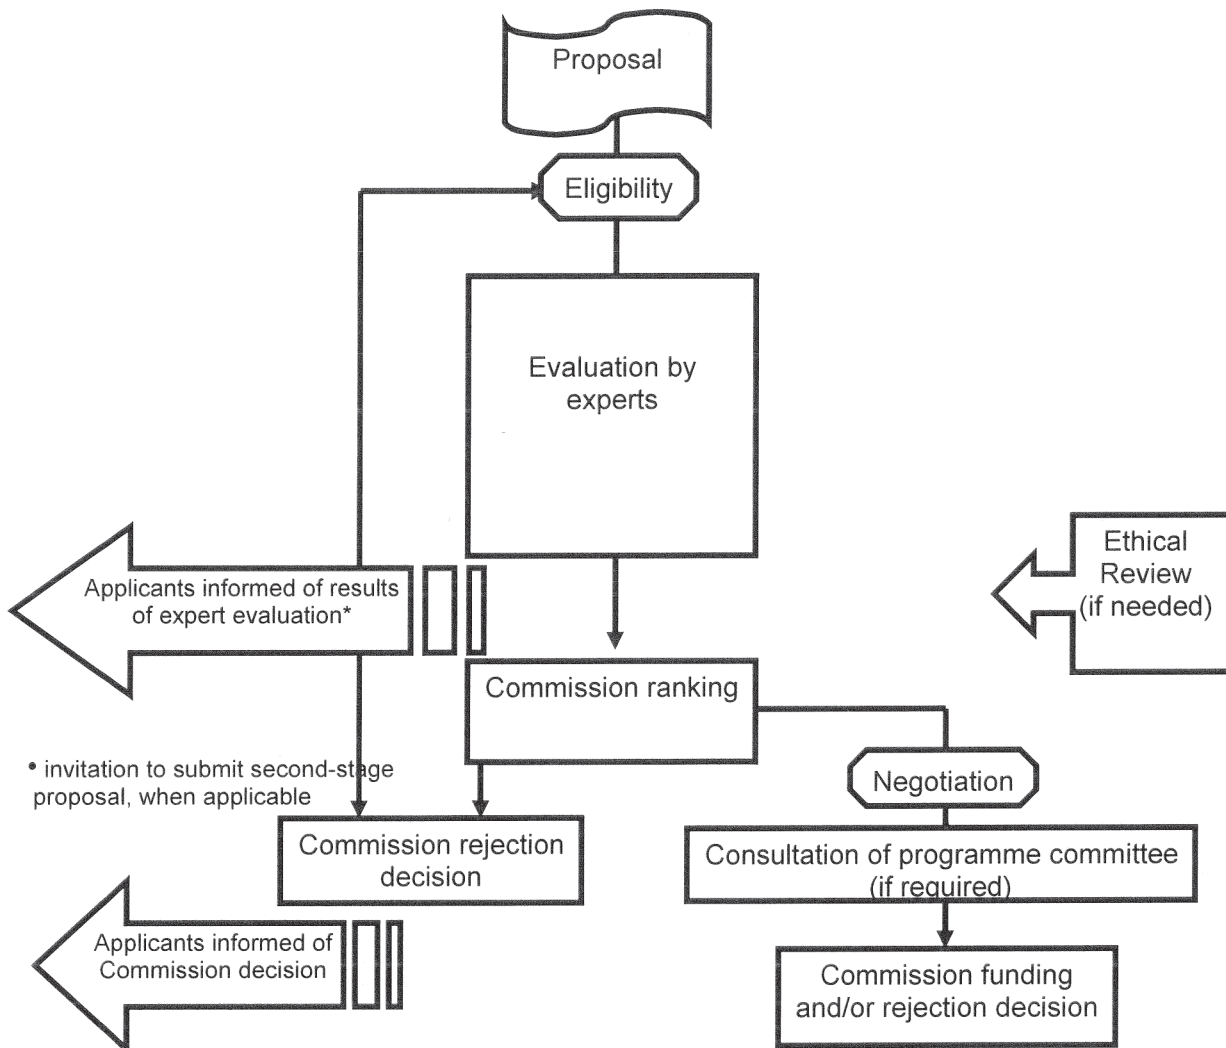 Proposal
Eligibility
Evaluation by
experts
Ethical
Review
(if needed)
Applicants informed of results
of expert evaluation*
Commission ranking
* invitation to submit second-stage
proposal, when applicable
Negotiation
Commission rejection
decision
Consultation of programme committee
(if required)
Applicants informed of
Commission decision
Commission funding
and/or rejection decision